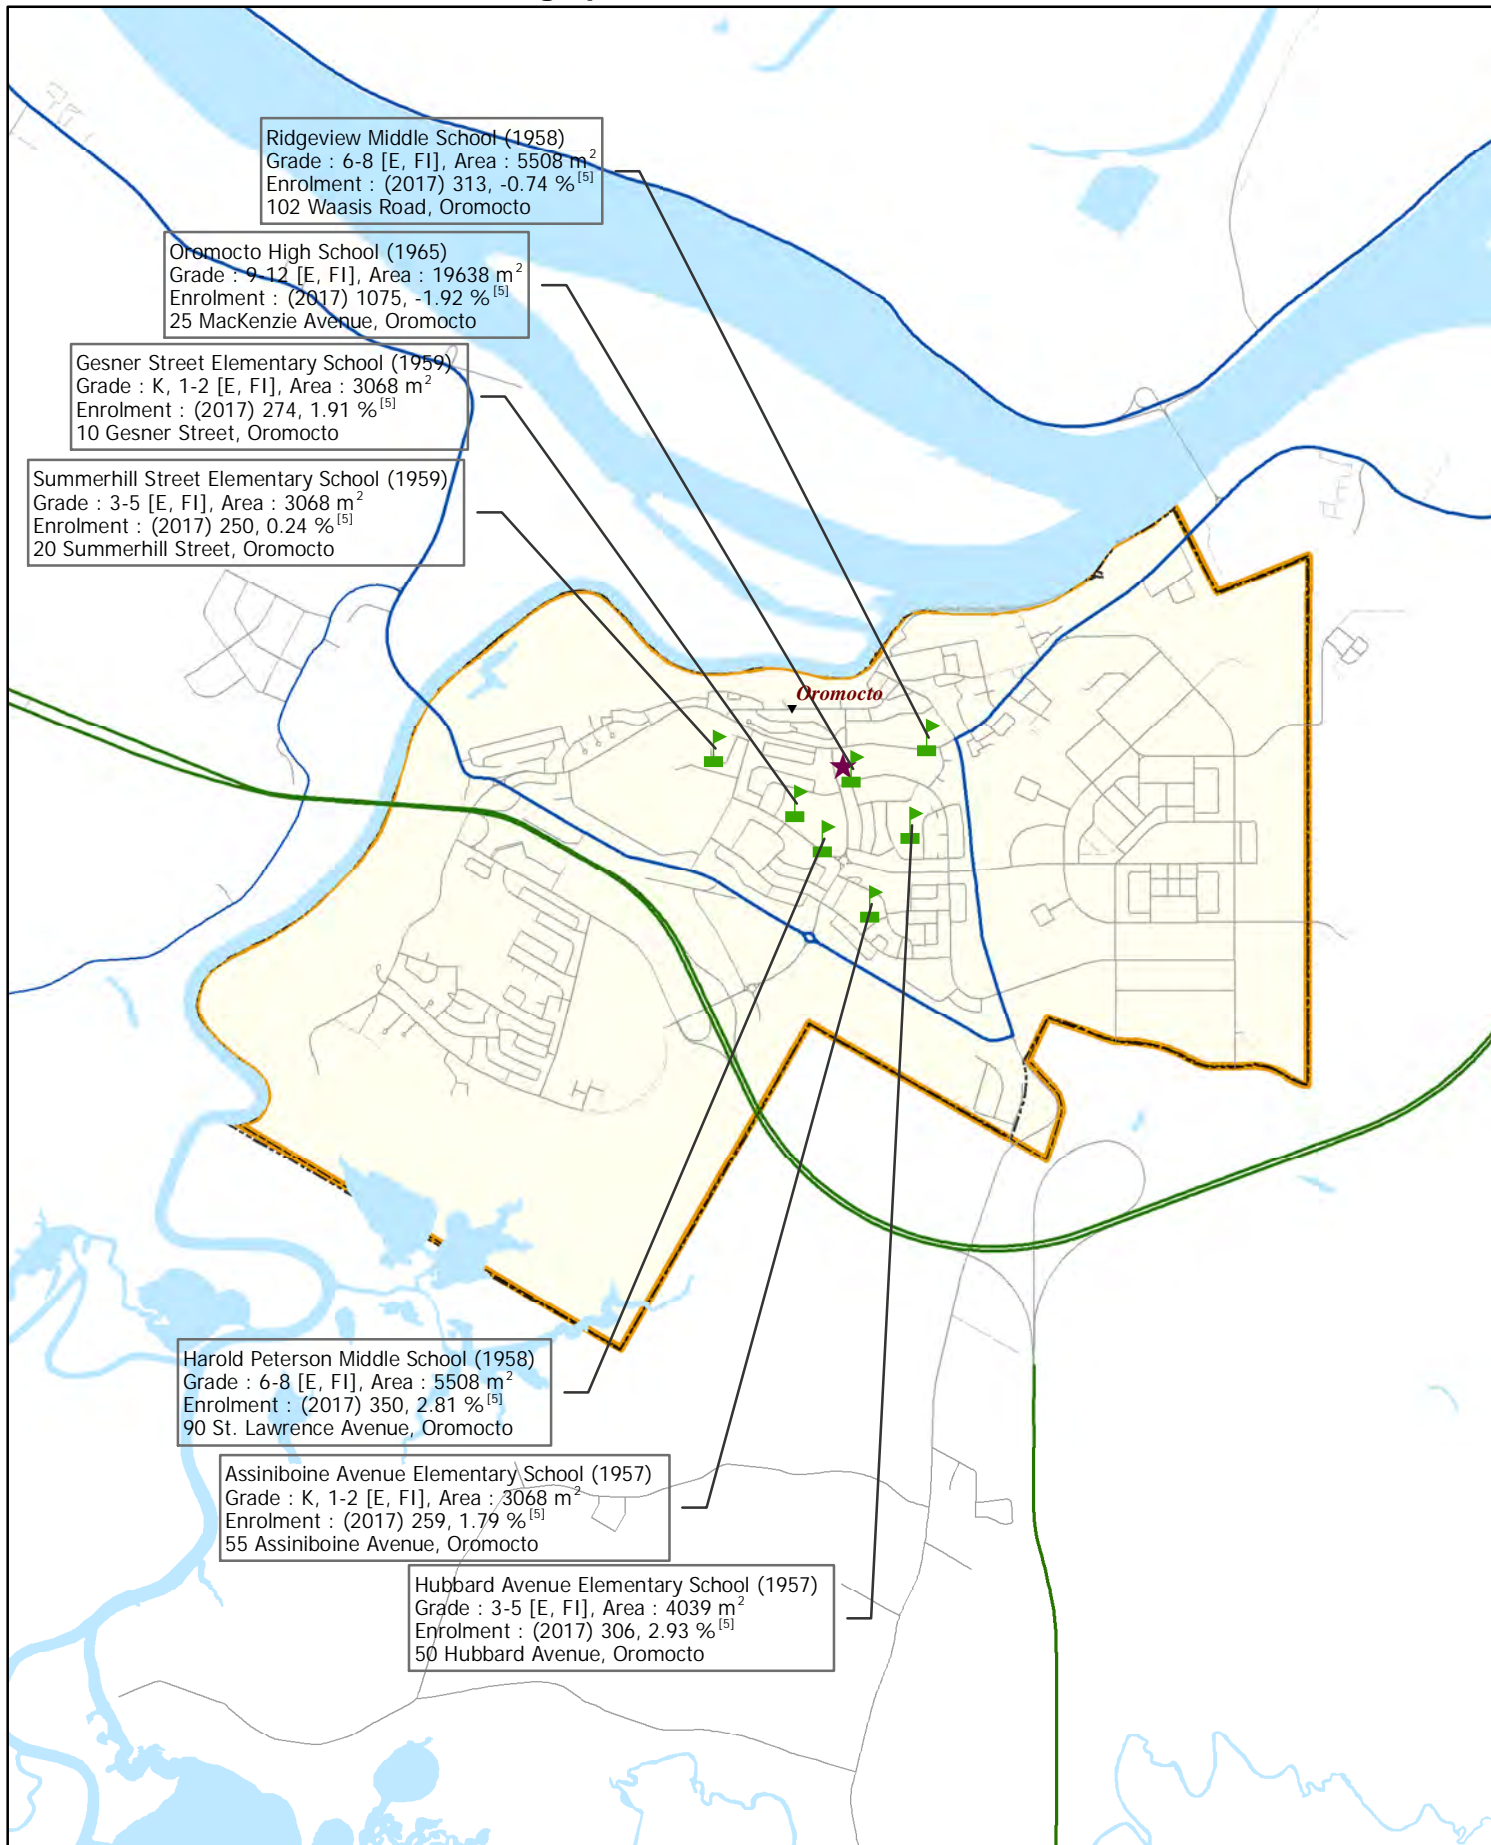 Ridgeview Middle School (1958)
Grade : 6-8 [E, FI], Area : 5508 m²
Enrolment : (2017) 313, -0.74 % [5]
102 Waasis Road, Oromocto
Oromocto High School (1965)
Grade : 9-12 [E, FI], Area : 19638 m²
Enrolment : (2017) 1075, -1.92 % [5]
25 MacKenzie Avenue, Oromocto
Gesner Street Elementary School (1959)
Grade : K, 1-2 [E, FI], Area : 3068 m²
Enrolment : (2017) 274, 1.91 % [5]
10 Gesner Street, Oromocto
Summerhill Street Elementary School (1959)
Grade : 3-5 [E, FI], Area : 3068 m²
Enrolment : (2017) 250, 0.24 % [5]
20 Summerhill Street, Oromocto
Oromocto
Harold Peterson Middle School (1958)
Grade : 6-8 [E, FI], Area : 5508 m²
Enrolment : (2017) 350, 2.81 % [5]
90 St. Lawrence Avenue, Oromocto
Assiniboine Avenue Elementary School (1957)
Grade : K, 1-2 [E, FI], Area : 3068 m²
Enrolment : (2017) 259, 1.79 % [5]
55 Assiniboine Avenue, Oromocto
Hubbard Avenue Elementary School (1957)
Grade : 3-5 [E, FI], Area : 4039 m²
Enrolment : (2017) 306, 2.93 % [5]
50 Hubbard Avenue, Oromocto